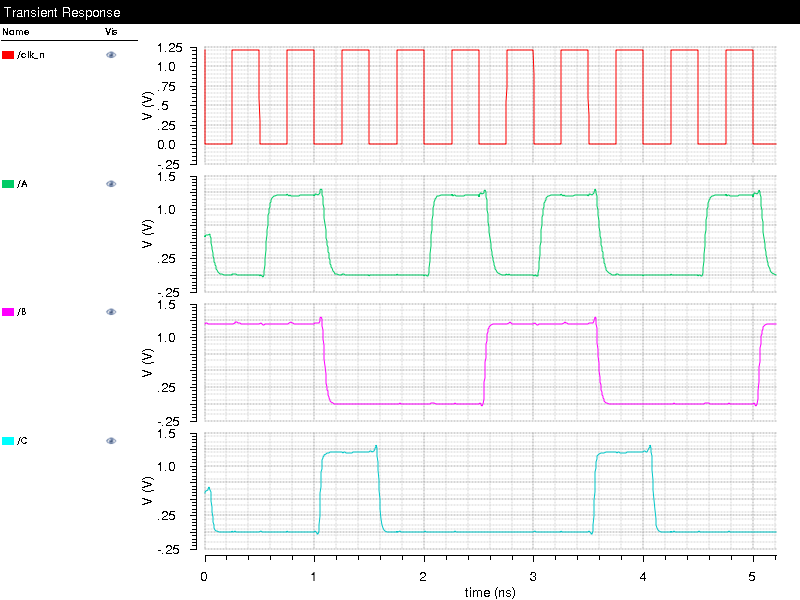 Transient Response
Name Vis
/clk_n
V (V)
1.25
1.0
.75
.5
.25
0.0
-.25
/A
V (V)
1.5
1.0
.25
-.25
/B
V (V)
1.5
1.0
.25
-.25
/C
V (V)
1.5
1.0
.25
-.25
0 1 2 3 4 5
time (ns)